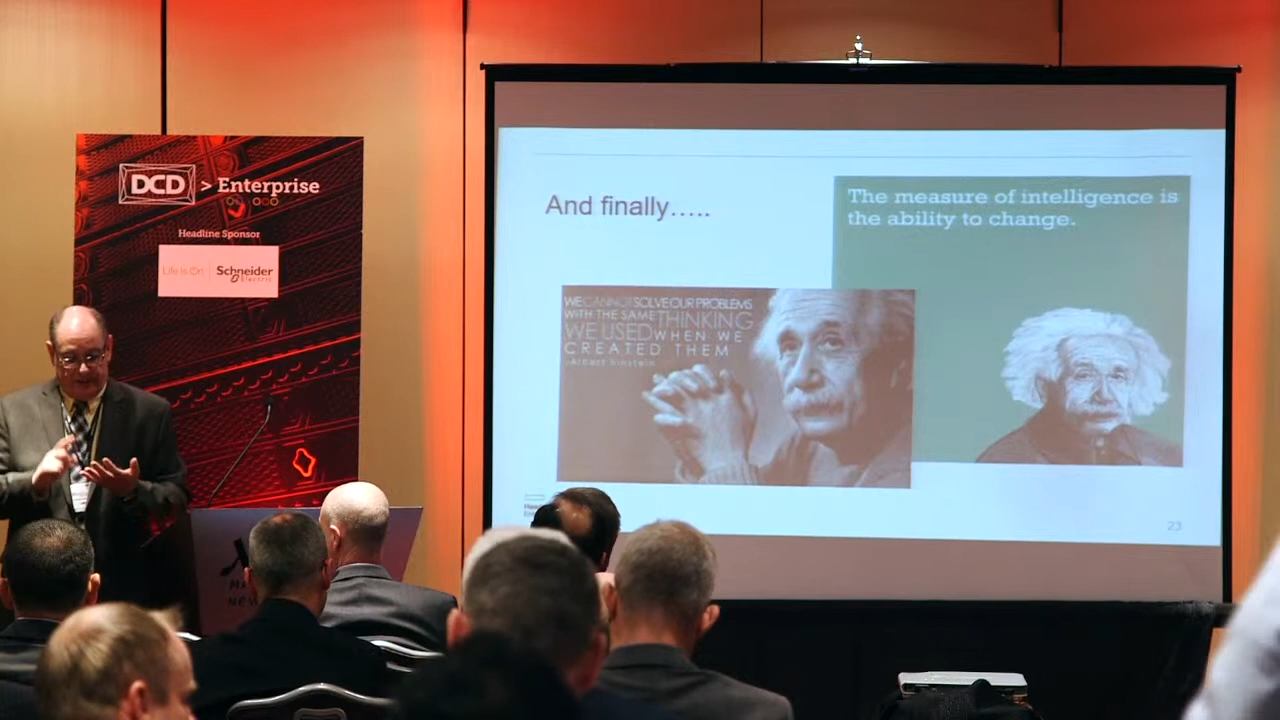 DCD > Enterprise
Headline Sponsor
Life Is On | Schneider
Electric
And finally.....
The measure of intelligence is
the ability to change.
WE CANNOT SOLVE OUR PROBLEMS
WITH THE SAME THINKING
WE USED WHEN WE
CREATED THEM
-Albert Einstein
23